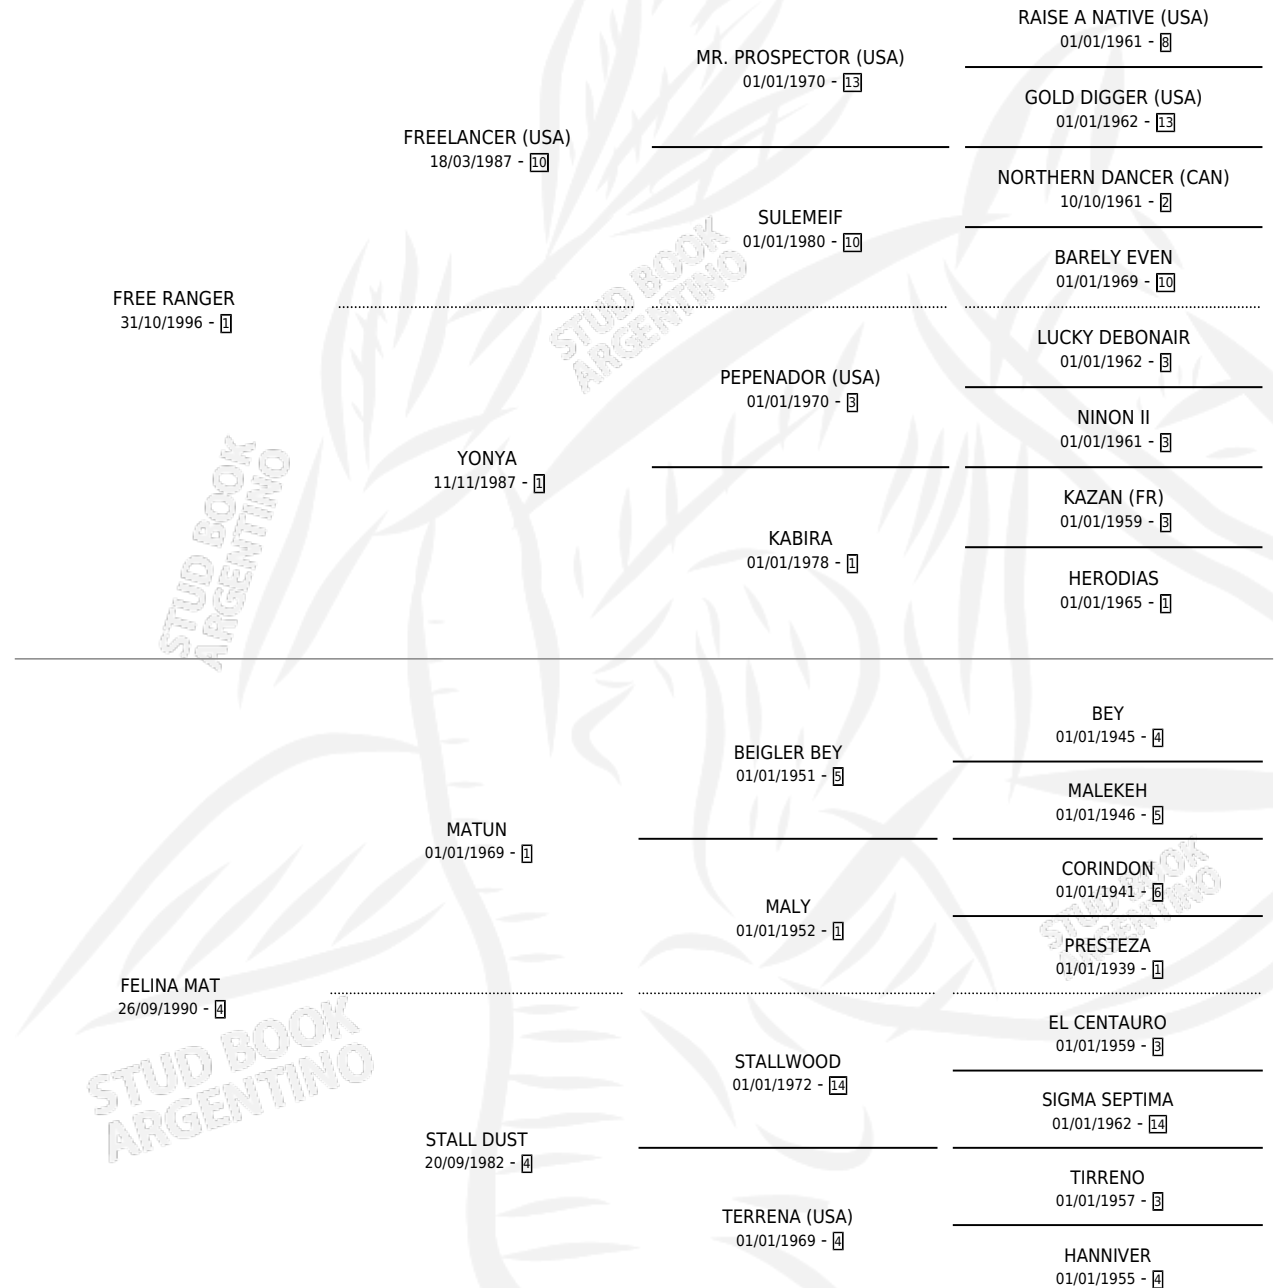 RAISE A NATIVE (USA)
01/01/1961 - 8
MR. PROSPECTOR (USA)
01/01/1970 - 13
GOLD DIGGER (USA)
01/01/1962 - 13
FREELANCER (USA)
18/03/1987 - 10
NORTHERN DANCER (CAN)
10/10/1961 - 2
SULEMEIF
01/01/1980 - 10
BARELY EVEN
01/01/1969 - 10
FREE RANGER
31/10/1996 - 1
STUD BOOK
ARGENTINO
LUCKY DEBONAIR
01/01/1962 - 3
PEPENADOR (USA)
01/01/1970 - 3
NINON II
01/01/1961 - 3
YONYA
11/11/1987 - 1
KAZAN (FR)
01/01/1959 - 3
KABIRA
01/01/1978 - 1
HERODIAS
01/01/1965 - 1
STUD BOOK
ARGENTINO
BEY
01/01/1945 - 4
BEIGLER BEY
01/01/1951 - 5
MALEKEH
01/01/1946 - 5
MATUN
01/01/1969 - 1
CORINDON
01/01/1941 - 6
MALY
01/01/1952 - 1
PRESTEZA
01/01/1939 - 1
STUD BOOK
ARGENTINO
FELINA MAT
26/09/1990 - 4
EL CENTAURO
01/01/1959 - 3
STALLWOOD
01/01/1972 - 14
SIGMA SEPTIMA
01/01/1962 - 14
STUD BOOK
ARGENTINO
STALL DUST
20/09/1982 - 4
TIRRENO
01/01/1957 - 3
TERRENA (USA)
01/01/1969 - 4
HANNIVER
01/01/1955 - 4